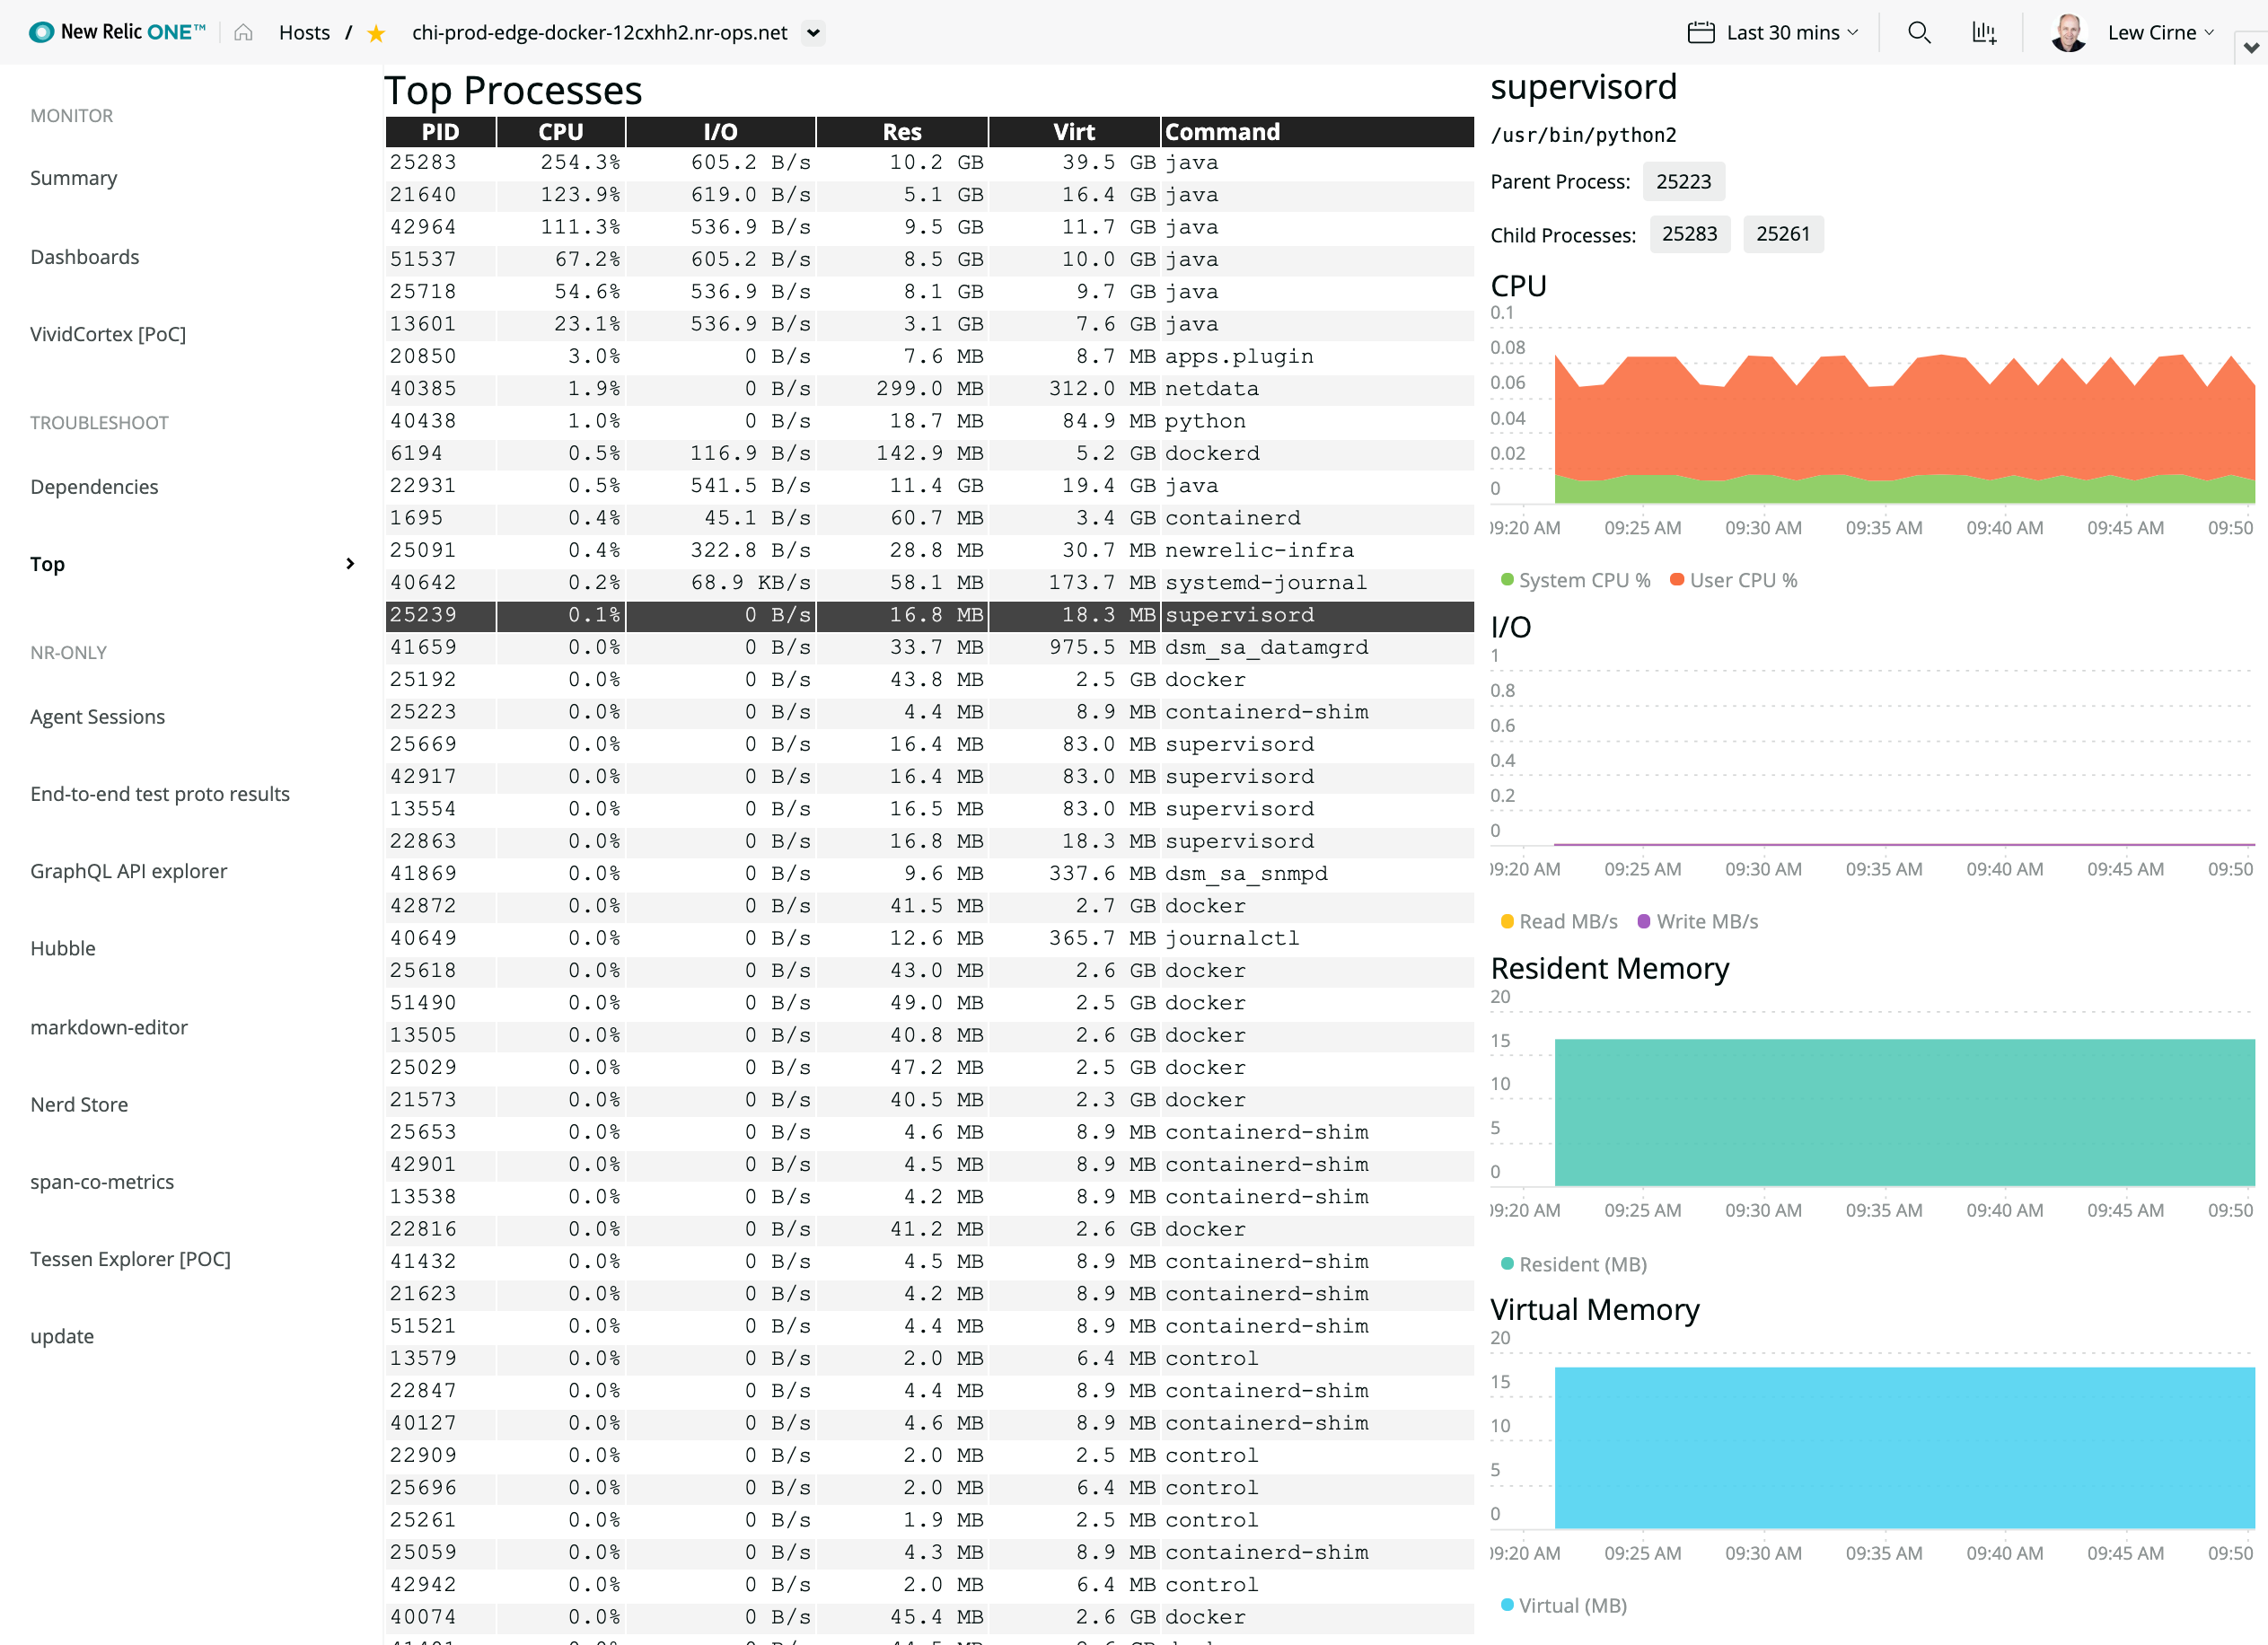 New Relic ONE™
Hosts / chi-prod-edge-docker-12cxhh2.nr-ops.net
Last 30 mins
Lew Cirne
MONITOR
Summary
Dashboards
VividCortex [PoC]
TROUBLESHOOT
Dependencies
Top
NR-ONLY
Agent Sessions
End-to-end test proto results
GraphQL API explorer
Hubble
markdown-editor
Nerd Store
span-co-metrics
Tessen Explorer [POC]
update
Top Processes
PID CPU I/O Res Virt Command
25283 254.3% 605.2 B/s 10.2 GB 39.5 GB java
21640 123.9% 619.0 B/s 5.1 GB 16.4 GB java
42964 111.3% 536.9 B/s 9.5 GB 11.7 GB java
51537 67.2% 605.2 B/s 8.5 GB 10.0 GB java
25718 54.6% 536.9 B/s 8.1 GB 9.7 GB java
13601 23.1% 536.9 B/s 3.1 GB 7.6 GB java
20850 3.0% 0 B/s 7.6 MB 8.7 MB apps.plugin
40385 1.9% 0 B/s 299.0 MB 312.0 MB netdata
40438 1.0% 0 B/s 18.7 MB 84.9 MB python
6194 0.5% 116.9 B/s 142.9 MB 5.2 GB dockerd
22931 0.5% 541.5 B/s 11.4 GB 19.4 GB java
1695 0.4% 45.1 B/s 60.7 MB 3.4 GB containerd
25091 0.4% 322.8 B/s 28.8 MB 30.7 MB newrelic-infra
40642 0.2% 68.9 KB/s 58.1 MB 173.7 MB systemd-journal
25239 0.1% 0 B/s 16.8 MB 18.3 MB supervisord
41659 0.0% 0 B/s 33.7 MB 975.5 MB dsm_sa_datamgrd
25192 0.0% 0 B/s 43.8 MB 2.5 GB docker
25223 0.0% 0 B/s 4.4 MB 8.9 MB containerd-shim
25669 0.0% 0 B/s 16.4 MB 83.0 MB supervisord
42917 0.0% 0 B/s 16.4 MB 83.0 MB supervisord
13554 0.0% 0 B/s 16.5 MB 83.0 MB supervisord
22863 0.0% 0 B/s 16.8 MB 18.3 MB supervisord
41869 0.0% 0 B/s 9.6 MB 337.6 MB dsm_sa_snmpd
42872 0.0% 0 B/s 41.5 MB 2.7 GB docker
40649 0.0% 0 B/s 12.6 MB 365.7 MB journalctl
25618 0.0% 0 B/s 43.0 MB 2.6 GB docker
51490 0.0% 0 B/s 49.0 MB 2.5 GB docker
13505 0.0% 0 B/s 40.8 MB 2.6 GB docker
25029 0.0% 0 B/s 47.2 MB 2.5 GB docker
21573 0.0% 0 B/s 40.5 MB 2.3 GB docker
25653 0.0% 0 B/s 4.6 MB 8.9 MB containerd-shim
42901 0.0% 0 B/s 4.5 MB 8.9 MB containerd-shim
13538 0.0% 0 B/s 4.2 MB 8.9 MB containerd-shim
22816 0.0% 0 B/s 41.2 MB 2.6 GB docker
41432 0.0% 0 B/s 4.5 MB 8.9 MB containerd-shim
21623 0.0% 0 B/s 4.2 MB 8.9 MB containerd-shim
51521 0.0% 0 B/s 4.4 MB 8.9 MB containerd-shim
13579 0.0% 0 B/s 2.0 MB 6.4 MB control
22847 0.0% 0 B/s 4.4 MB 8.9 MB containerd-shim
40127 0.0% 0 B/s 4.6 MB 8.9 MB containerd-shim
22909 0.0% 0 B/s 2.0 MB 2.5 MB control
25696 0.0% 0 B/s 2.0 MB 6.4 MB control
25261 0.0% 0 B/s 1.9 MB 2.5 MB control
25059 0.0% 0 B/s 4.3 MB 8.9 MB containerd-shim
42942 0.0% 0 B/s 2.0 MB 6.4 MB control
40074 0.0% 0 B/s 45.4 MB 2.6 GB docker
supervisord
/usr/bin/python2
Parent Process: 25223
Child Processes: 25283 25261
CPU
0.1
0.08
0.06
0.04
0.02
0
09:20 AM 09:25 AM 09:30 AM 09:35 AM 09:40 AM 09:45 AM 09:50
System CPU % User CPU %
I/O
1
0.8
0.6
0.4
0.2
0
09:20 AM 09:25 AM 09:30 AM 09:35 AM 09:40 AM 09:45 AM 09:50
Read MB/s Write MB/s
Resident Memory
20
15
10
5
0
09:20 AM 09:25 AM 09:30 AM 09:35 AM 09:40 AM 09:45 AM 09:50
Resident (MB)
Virtual Memory
20
15
10
5
0
09:20 AM 09:25 AM 09:30 AM 09:35 AM 09:40 AM 09:45 AM 09:50
Virtual (MB)